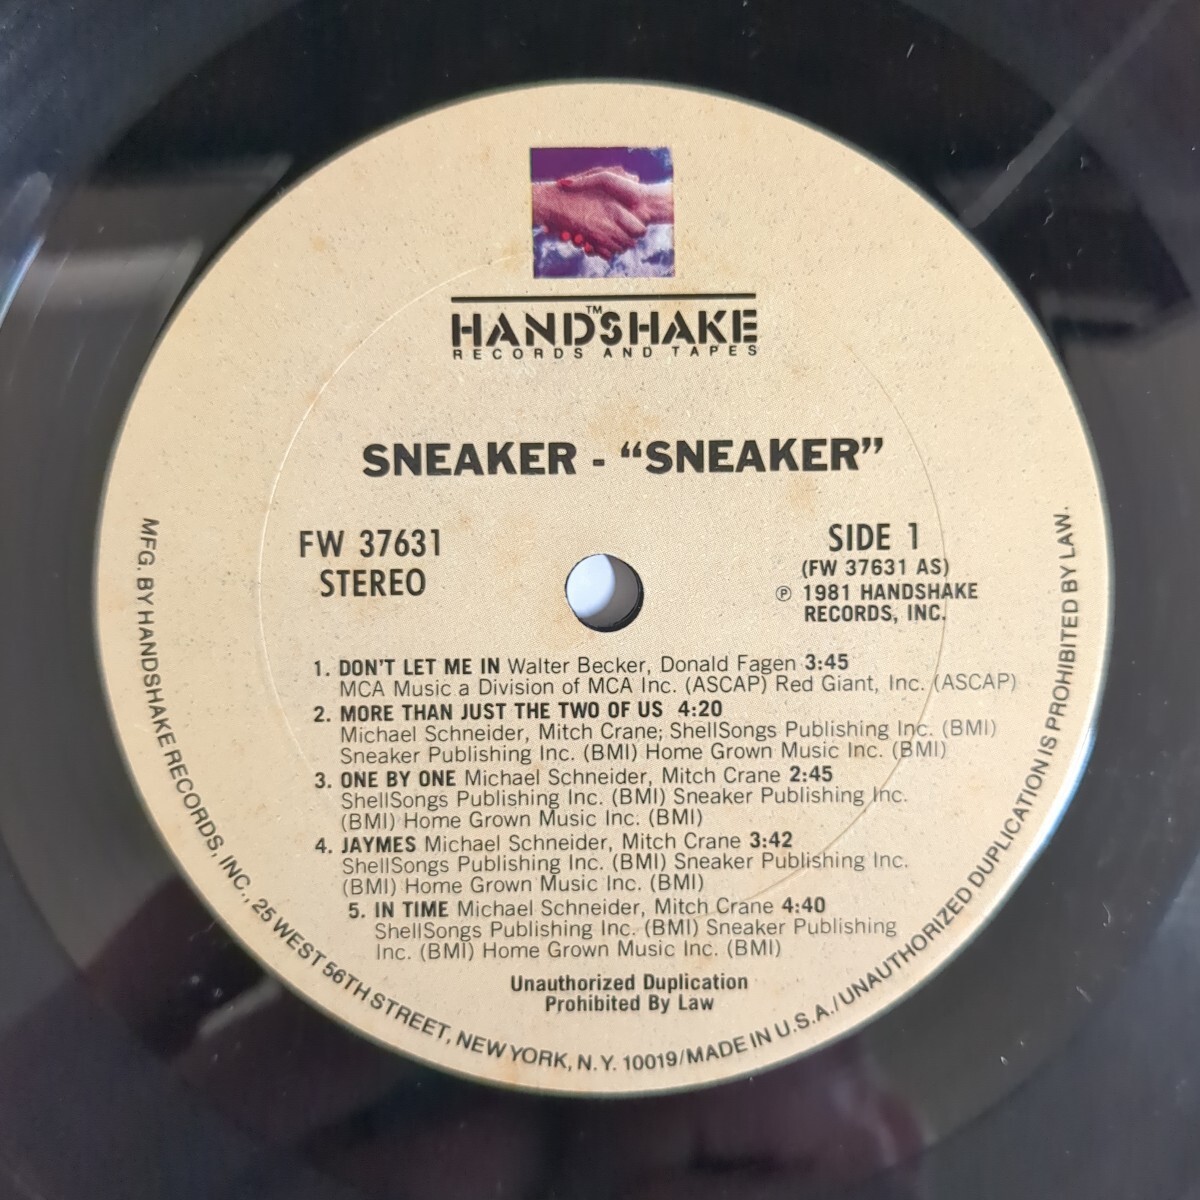 HANDSHAKE™
RECORDS AND TAPES
SNEAKER - “SNEAKER”
FW 37631
STEREO
SIDE 1
(FW 37631 AS)
℗ 1981 HANDSHAKE
RECORDS, INC.
1. DON'T LET ME IN Walter Becker, Donald Fagen 3:45
MCA Music a Division of MCA Inc. (ASCAP) Red Giant, Inc. (ASCAP)
2. MORE THAN JUST THE TWO OF US 4:20
Michael Schneider, Mitch Crane; ShellSongs Publishing Inc. (BMI)
Sneaker Publishing Inc. (BMI) Home Grown Music Inc. (BMI)
3. ONE BY ONE Michael Schneider, Mitch Crane 2:45
ShellSongs Publishing Inc. (BMI) Sneaker Publishing Inc.
(BMI) Home Grown Music Inc. (BMI)
4. JAYMES Michael Schneider, Mitch Crane 3:42
ShellSongs Publishing Inc. (BMI) Sneaker Publishing Inc.
(BMI) Home Grown Music Inc. (BMI)
5. IN TIME Michael Schneider, Mitch Crane 4:40
ShellSongs Publishing Inc. (BMI) Sneaker Publishing
Inc. (BMI) Home Grown Music Inc. (BMI)
Unauthorized Duplication
Prohibited By Law
MFG. BY HANDSHAKE RECORDS, INC., 25 WEST 56TH STREET, NEW YORK, N.Y. 10019/MADE IN U.S.A./UNAUTHORIZED DUPLICATION IS PROHIBITED BY LAW.